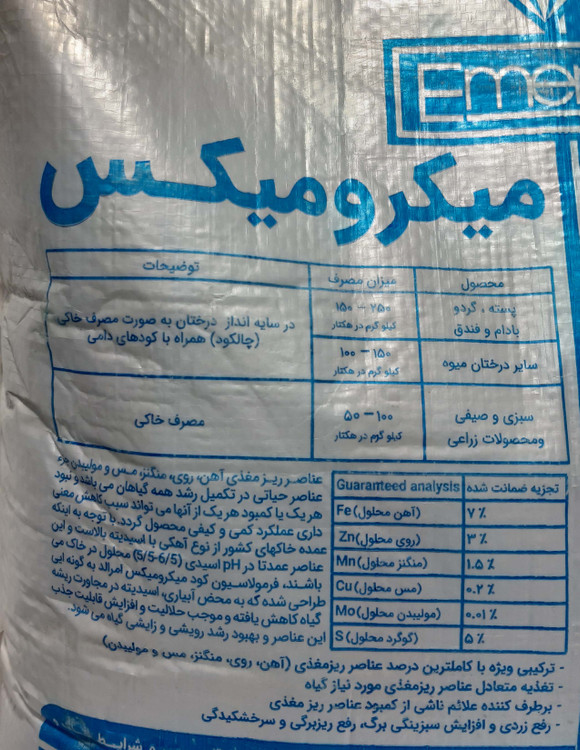 Eme
میکرومیکس
محصول میزان مصرف توضیحات
پسته ، گردو
بادام و فندق
۱۵۰ – ۲۵۰
کیلو گرم در هکتار
سایر درختان میوه
۱۰۰ – ۱۵۰
کیلو گرم در هکتار
در سایه انداز درختان به صورت مصرف خاکی
(چالکود) همراه با کودهای دامی
سبزی و صیفی
ومحصولات زراعی
۵۰ – ۱۰۰
کیلو گرم در هکتار
مصرف خاکی
تجزیه ضمانت شده Guaranteed analysis
Fe (آهن محلول) ۷ ٪
Zn (روی محلول) ۳ ٪
Mn (منگنز محلول) ۱.۵ ٪
Cu (مس محلول) ۰.۲ ٪
Mo (مولیبدن محلول) ۰.۰۱ ٪
S (گوگرد محلول) ۵ ٪
عناصر ریز مغذی آهن، روی، منگنز، مس و مولیبدن جزء
عناصر حیاتی در تکمیل رشد همه گیاهان می باشد و نبود
هر یک یا کمبود هر یک از آنها می تواند سبب کاهش معنی
داری عملکرد کمی و کیفی محصول گردد. با توجه به اینکه
عمده خاکهای کشور از نوع آهکی با اسیدیته بالاست و این
عناصر عمدتا در pH اسیدی (5/5-6/5) محلول در خاک می
باشند، فرمولاسیون کود میکرومیکس امرالد به گونه ایی
طراحی شده که به محض آبیاری، اسیدیته در مجاورت ریشه
گیاه کاهش یافته و موجب حلالیت و افزایش قابلیت جذب
این عناصر و بهبود رشد رویشی و زایشی گیاه می شود.
- ترکیبی ویژه با کاملترین درصد عناصر ریزمغذی (آهن، روی، منگنز، مس و مولیبدن)
- تغذیه متعادل عناصر ریزمغذی مورد نیاز گیاه
- برطرف کننده علائم ناشی از کمبود عناصر ریز مغذی
- رفع زردی و افزایش سبزینگی برگ، رفع ریزبرگی و سرخشکیدگی
و شرایط